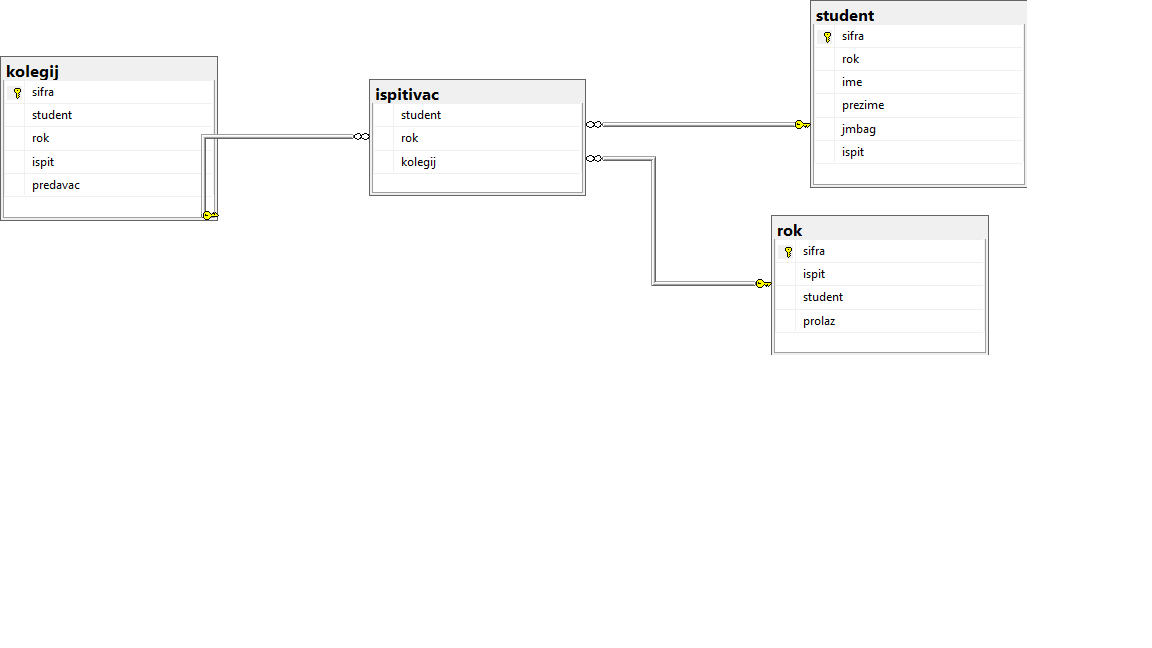 kolegij
sifra
student
rok
ispit
predavac
ispitivac
student
rok
kolegij
student
sifra
rok
ime
prezime
jmbag
ispit
rok
sifra
ispit
student
prolaz